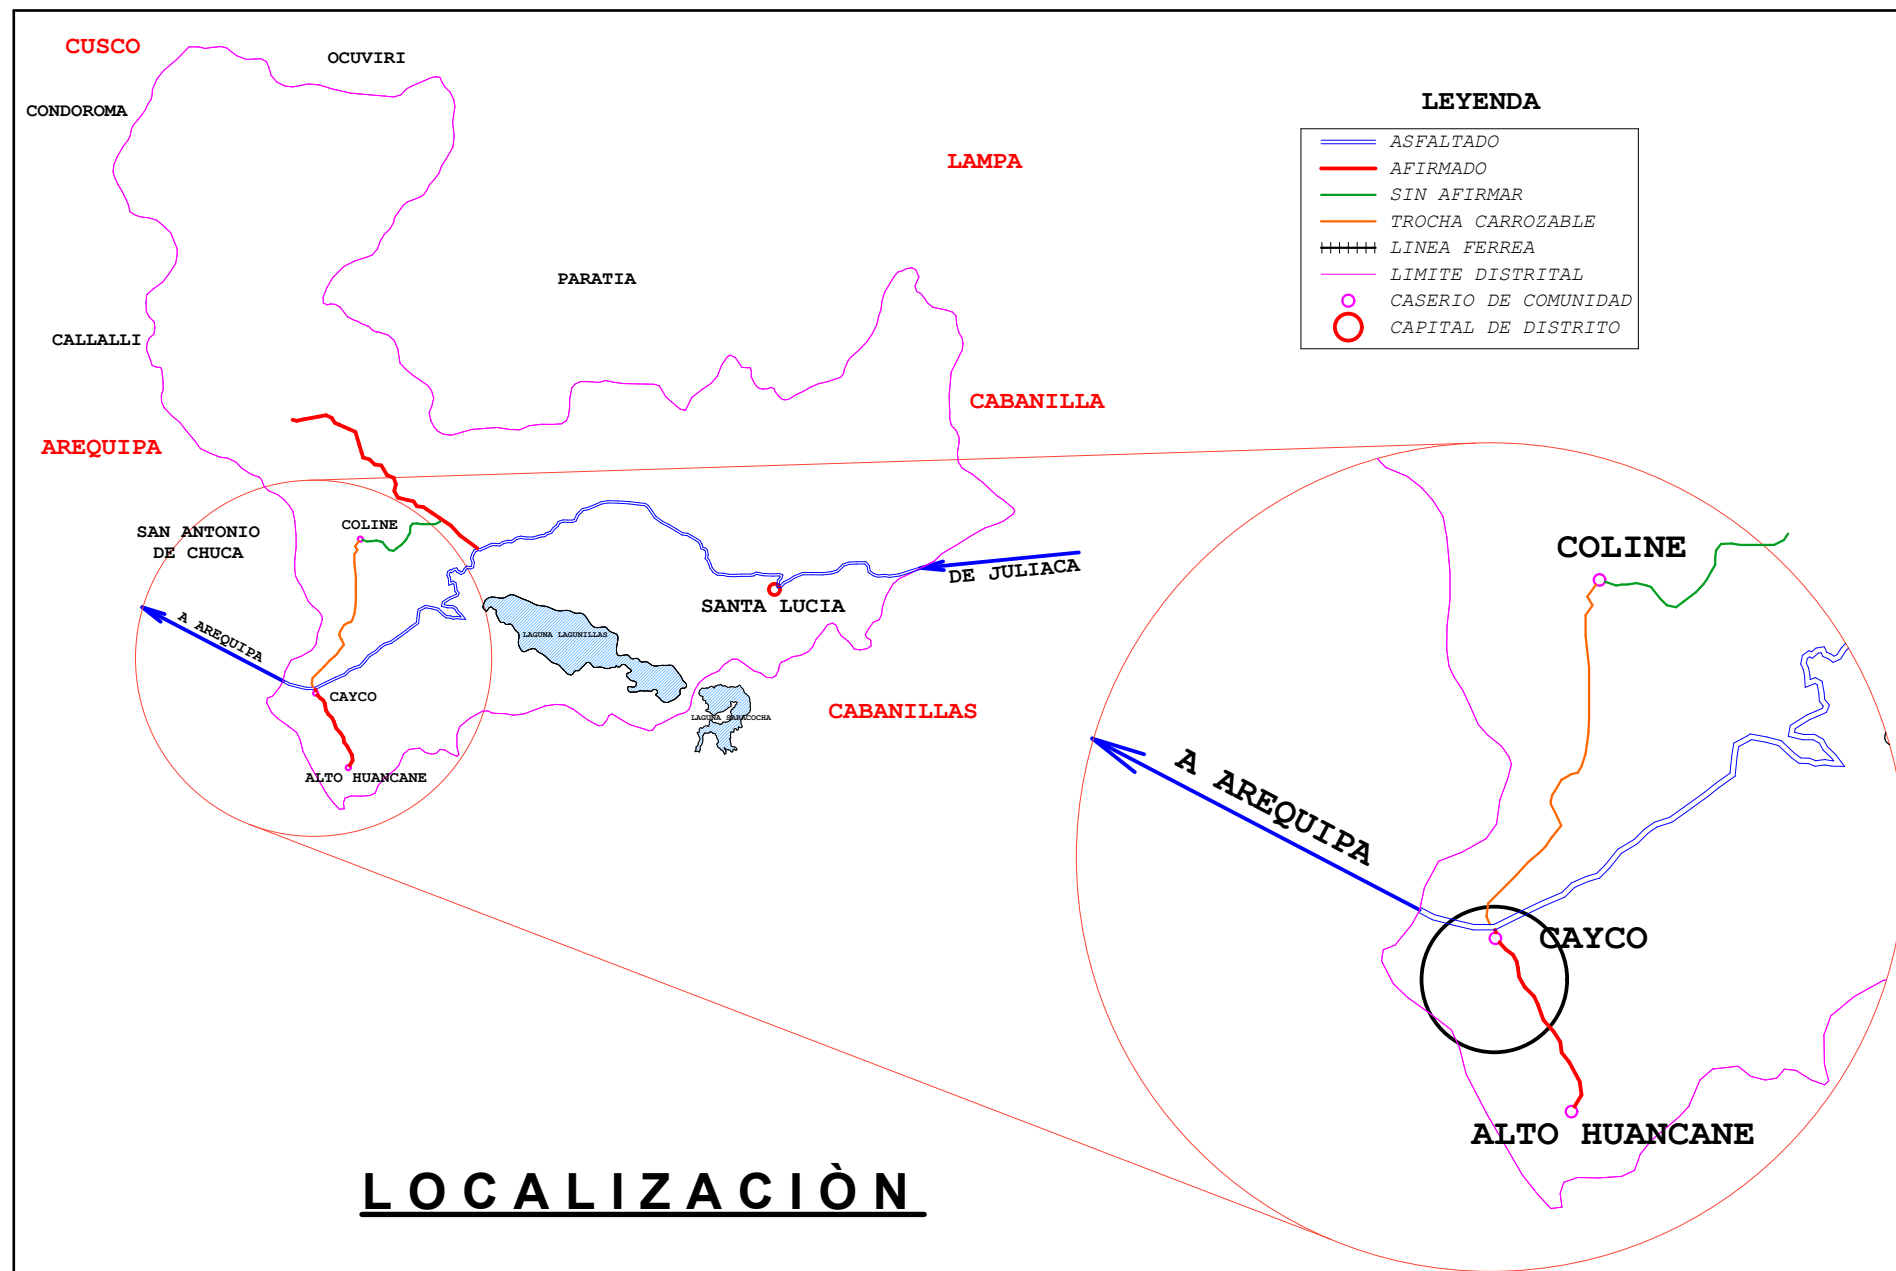 CUSCO
OCUVIRI
CONDOROMA
LAMPA
PARATIA
CALLALLI
CABANILLA
AREQUIPA
SAN ANTONIO
DE CHUCA
COLINE
DE JULIACA
SANTA LUCIA
A AREQUIPA
LAGUNA LAGUNILLAS
CAYCO
LAGUNA SARACOCHA
CABANILLAS
ALTO HUANCANE
LEYENDA
ASFALTADO
AFIRMADO
SIN AFIRMAR
TROCHA CARROZABLE
LINEA FERREA
LIMITE DISTRITAL
CASERIO DE COMUNIDAD
CAPITAL DE DISTRITO
COLINE
A AREQUIPA
CAYCO
ALTO HUANCANE
LOCALIZACIÒN